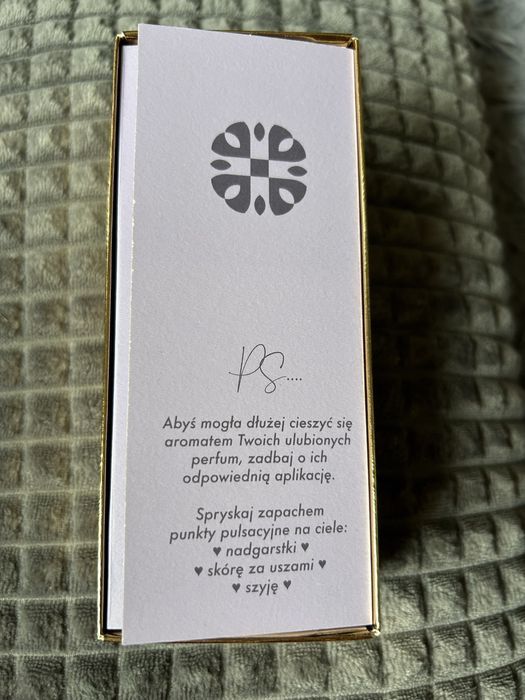 PS....
Abyś mogła dłużej cieszyć się
aromatem Twoich ulubionych
perfum, zadbaj o ich
odpowiednią aplikację.
Spryskaj zapachem
punkty pulsacyjne na ciele:
♥ nadgarstki ♥
♥ skórę za uszami ♥
♥ szyję ♥